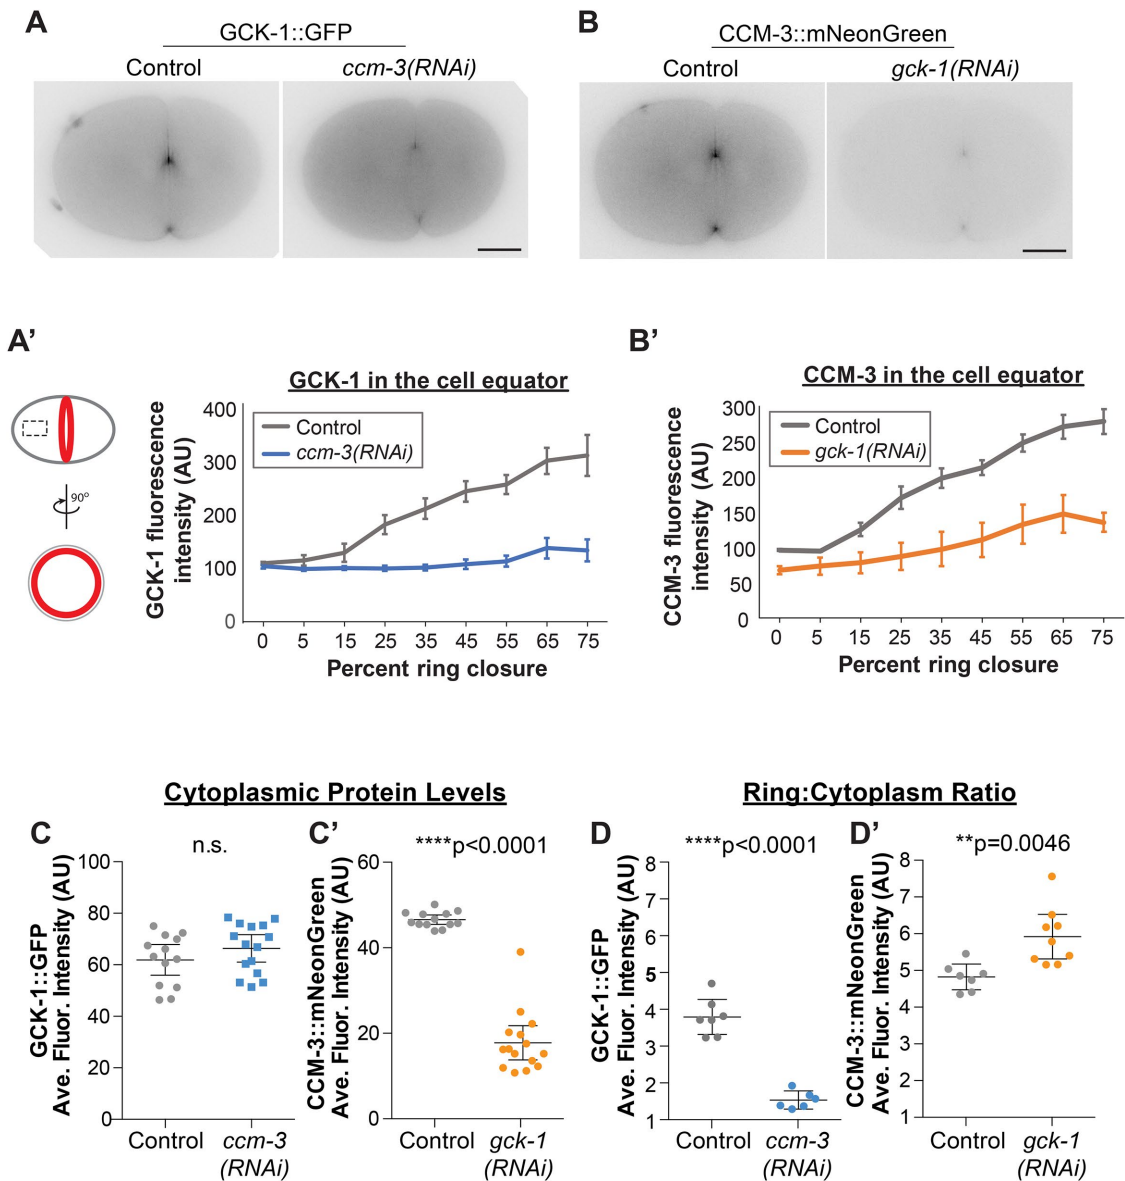 A
GCK-1::GFP
Control
ccm-3(RNAi)
B
CCM-3::mNeonGreen
Control
gck-1(RNAi)
A'
90°
GCK-1 in the cell equator
GCK-1 fluorescence
intensity (AU)
400
300
200
100
0
Control
ccm-3(RNAi)
0 5 15 25 35 45 55 65 75
Percent ring closure
B'
CCM-3 in the cell equator
CCM-3 fluorescence
intensity (AU)
300
250
200
150
100
50
0
Control
gck-1(RNAi)
0 5 15 25 35 45 55 65 75
Percent ring closure
Cytoplasmic Protein Levels
C
n.s.
GCK-1::GFP
Ave. Fluor. Intensity (AU)
100
80
60
40
20
0
Control
ccm-3
(RNAi)
C'
****p<0.0001
CCM-3::mNeonGreen
Ave. Fluor. Intensity (AU)
60
40
20
0
Control
gck-1
(RNAi)
Ring:Cytoplasm Ratio
D
****p<0.0001
GCK-1::GFP
Ave. Fluor. Intensity (AU)
8
7
6
5
4
3
2
1
Control
ccm-3
(RNAi)
D'
**p=0.0046
CCM-3::mNeonGreen
Ave. Fluor. Intensity (AU)
8
7
6
5
4
3
2
1
Control
gck-1
(RNAi)